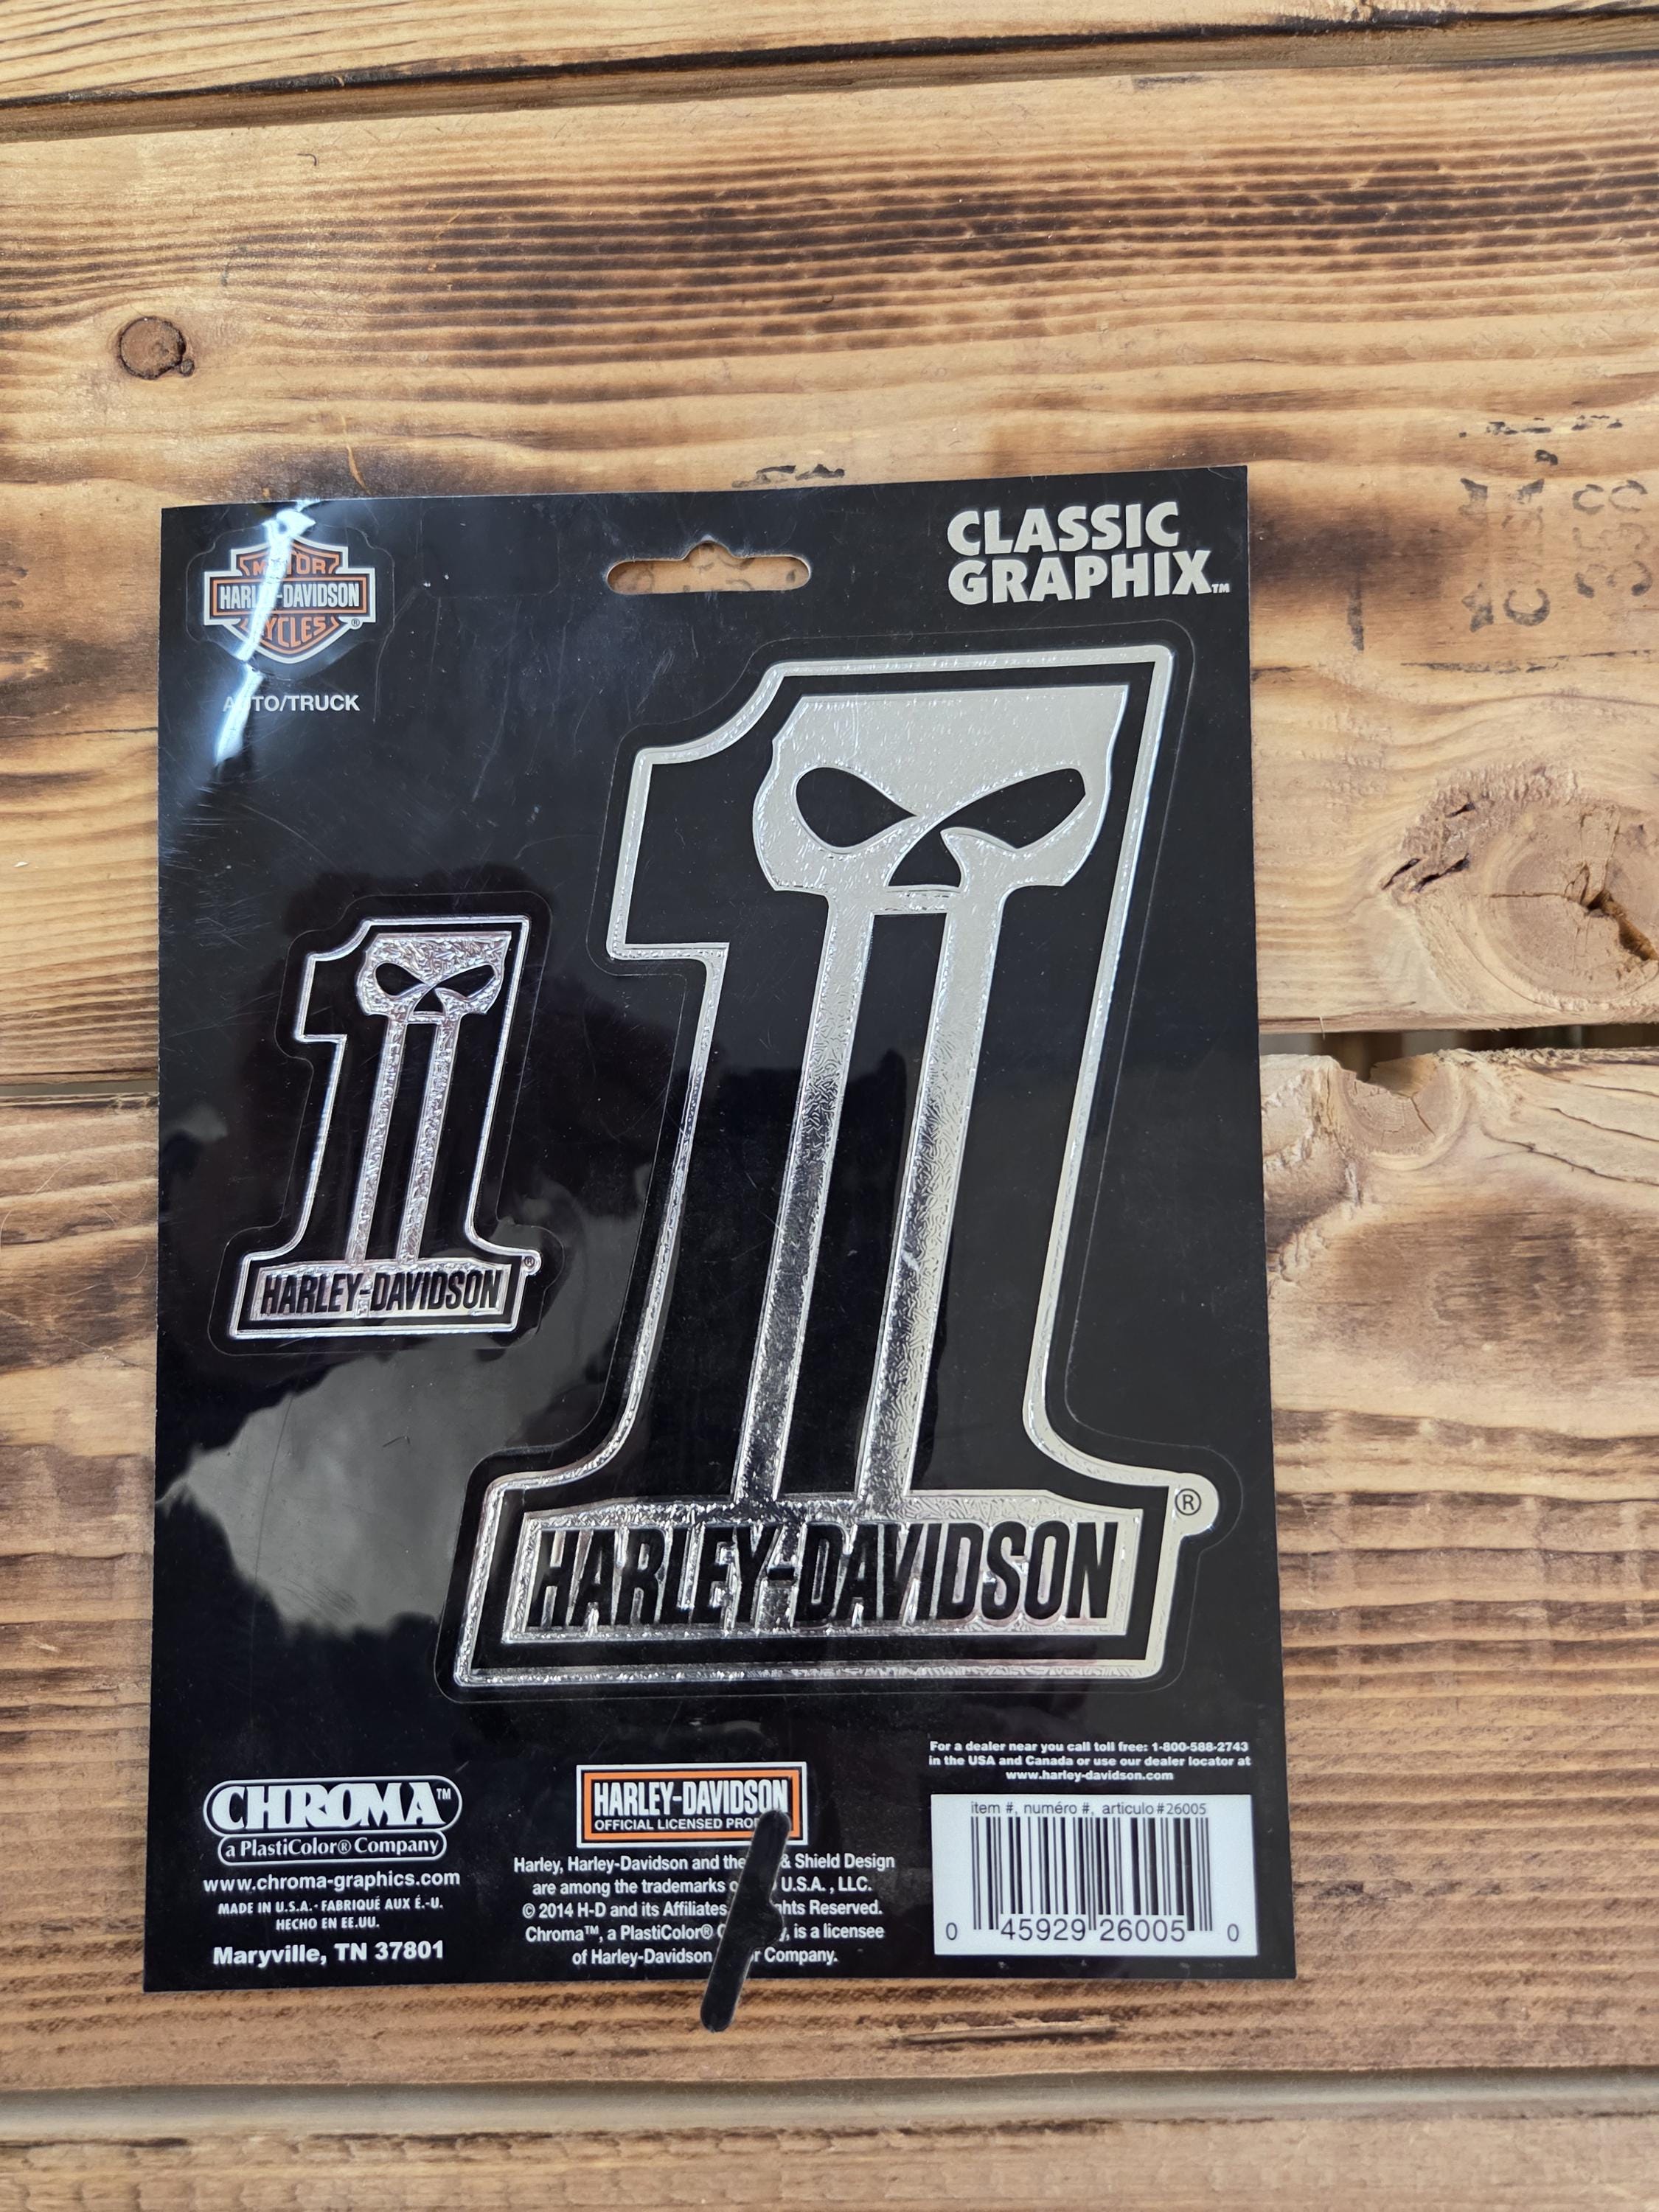 MOTOR
HARLEY-DAVIDSON
CYCLES ®
AUTO/TRUCK
CLASSIC
GRAPHIX™
HARLEY-DAVIDSON ®
HARLEY-DAVIDSON ®
CHROMA™
a PlastiColor® Company
www.chroma-graphics.com
MADE IN U.S.A. · FABRIQUÉ AUX É.-U.
HECHO EN EE.UU.
Maryville, TN 37801
HARLEY-DAVIDSON
OFFICIAL LICENSED
Harley, Harley-Davidson and the & Shield Design
are among the trademarks U.S.A. , LLC.
© 2014 H-D and its Affiliates Reserved.
Chroma™, a PlastiColor® is a licensee
of Harley-Davidson Company.
For a dealer near you call toll free: 1-800-588-2743
in the USA and Canada or use our dealer locator at
www.harley-davidson.com
item #, numéro #, articulo #26005
0 45929 26005 0